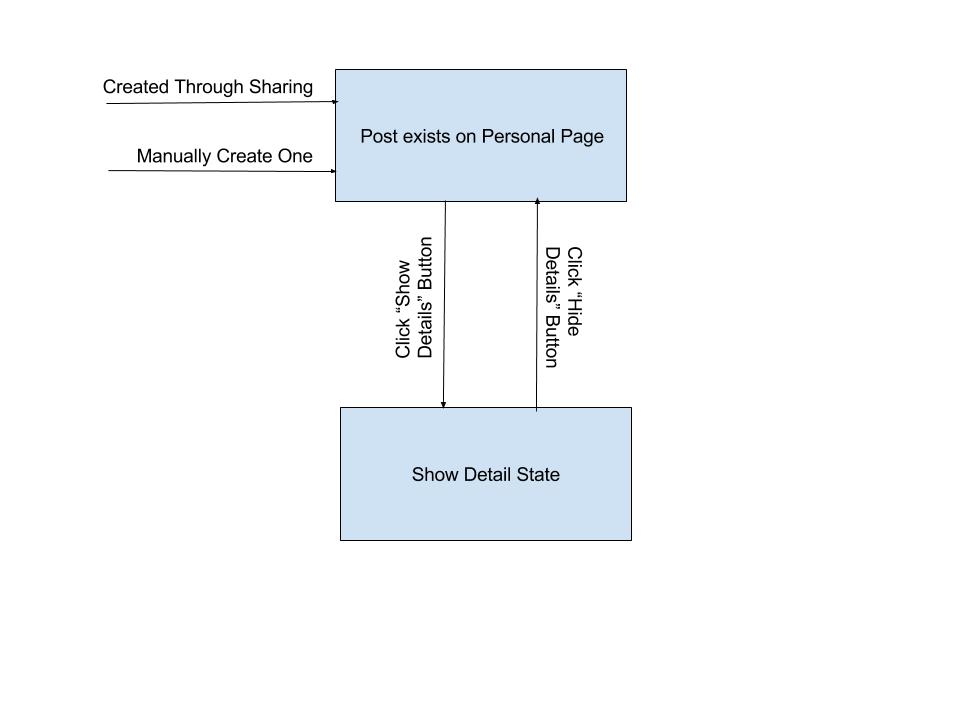 Created Through Sharing
Post exists on Personal Page
Manually Create One
Click “Show
Details” Button
Click “Hide
Details” Button
Show Detail State